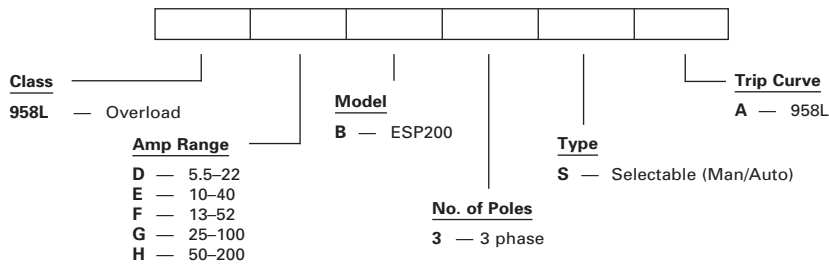 Class
958L — Overload
Amp Range
D — 5.5–22
E — 10–40
F — 13–52
G — 25–100
H — 50–200
Model
B — ESP200
No. of Poles
3 — 3 phase
Type
S — Selectable (Man/Auto)
Trip Curve
A — 958L